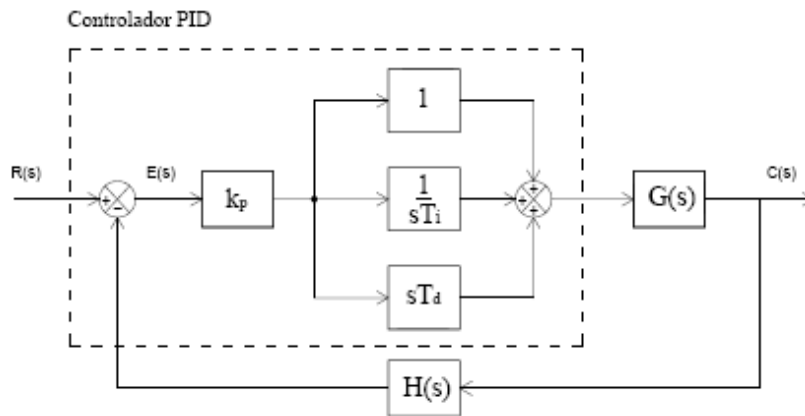 Controlador PID
R(s)
E(s)
kp
1
1
sTi
sTd
G(s)
C(s)
H(s)
+
−
+
+
+